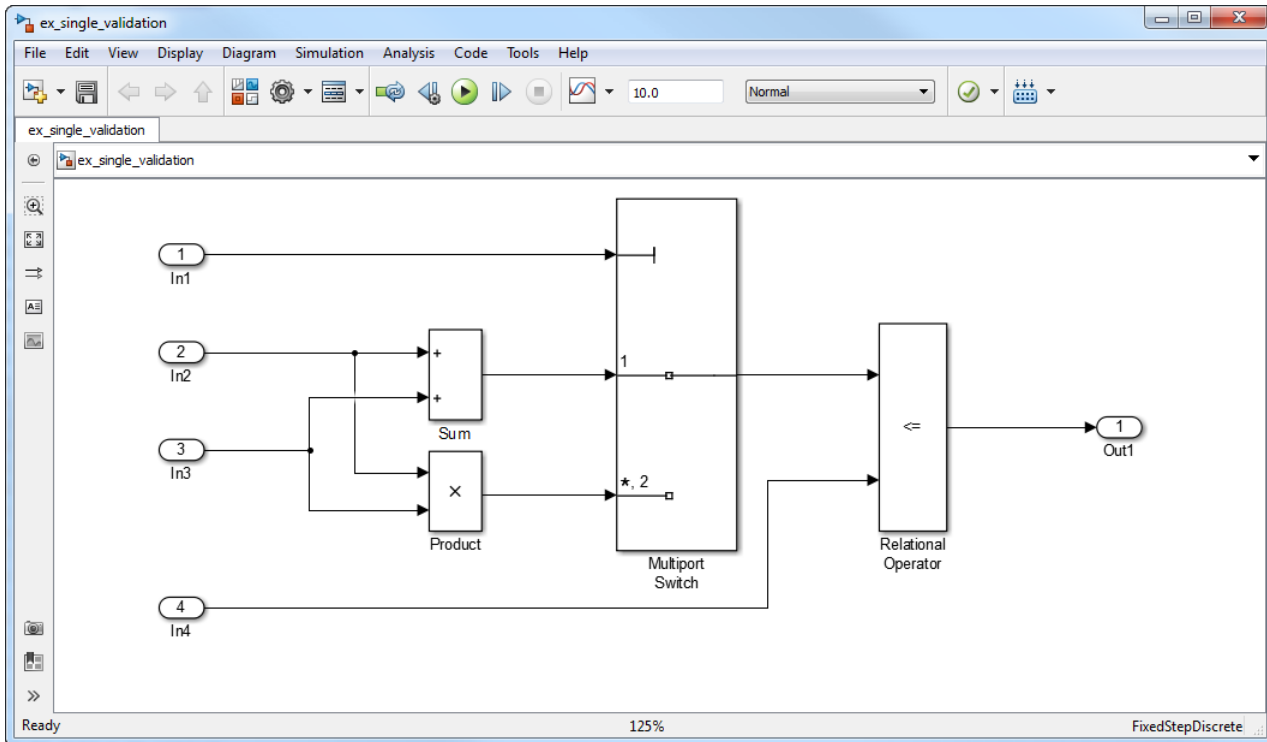 ex_single_validation
File Edit View Display Diagram Simulation Analysis Code Tools Help
10.0 Normal
ex_single_validation
ex_single_validation
1
In1
2
In2
3
In3
4
In4
+
+
Sum
×
Product
1
*, 2
Multiport
Switch
<=
Relational
Operator
1
Out1
Ready 125% FixedStepDiscrete